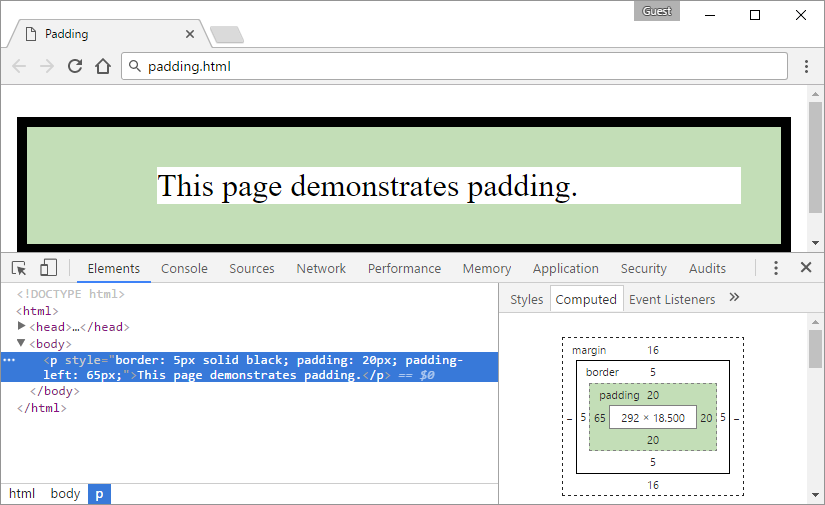 Guest
Padding
padding.html
This page demonstrates padding.
Elements Console Sources Network Performance Memory Application Security Audits
<!DOCTYPE html>
<html>
<head>…</head>
<body>
<p style="border: 5px solid black; padding: 20px; padding-
left: 65px;">This page demonstrates padding.</p> == $0
</body>
</html>
html body p
Styles Computed Event Listeners »
margin 16
border 5
padding 20
– 5 65 292 × 18.500 20 5 –
20
5
16